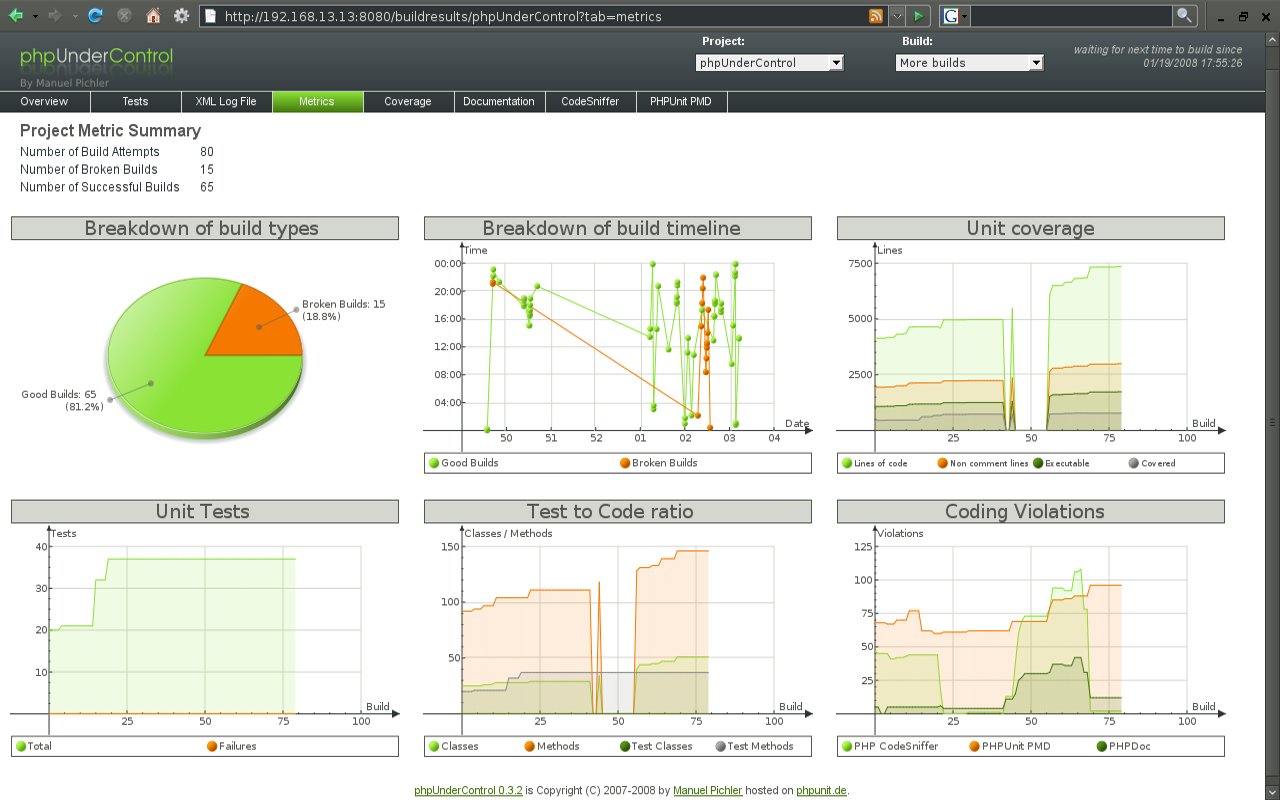 http://192.168.13.13:8080/buildresults/phpUnderControl?tab=metrics
G
phpUnderControl
By Manuel Pichler
Project:
phpUnderControl
Build:
More builds
waiting for next time to build since
01/19/2008 17:55:26
Overview
Tests
XML Log File
Metrics
Coverage
Documentation
CodeSniffer
PHPUnit PMD
Project Metric Summary
Number of Build Attempts 80
Number of Broken Builds 15
Number of Successful Builds 65
Breakdown of build types
Broken Builds: 15
(18.8%)
Good Builds: 65
(81.2%)
Breakdown of build timeline
Time
00:00
20:00
16:00
12:00
08:00
04:00
Date
50 51 52 01 02 03 04
Good Builds Broken Builds
Unit coverage
Lines
7500
5000
2500
Build
25 50 75 100
Lines of code Non comment lines Executable Covered
Unit Tests
Tests
40
30
20
10
Build
25 50 75 100
Total Failures
Test to Code ratio
Classes / Methods
150
100
50
Build
25 50 75 100
Classes Methods Test Classes Test Methods
Coding Violations
Violations
125
100
75
50
25
Build
25 50 75 100
PHP CodeSniffer PHPUnit PMD PHPDoc
phpUnderControl 0.3.2 is Copyright (C) 2007-2008 by Manuel Pichler hosted on phpunit.de.